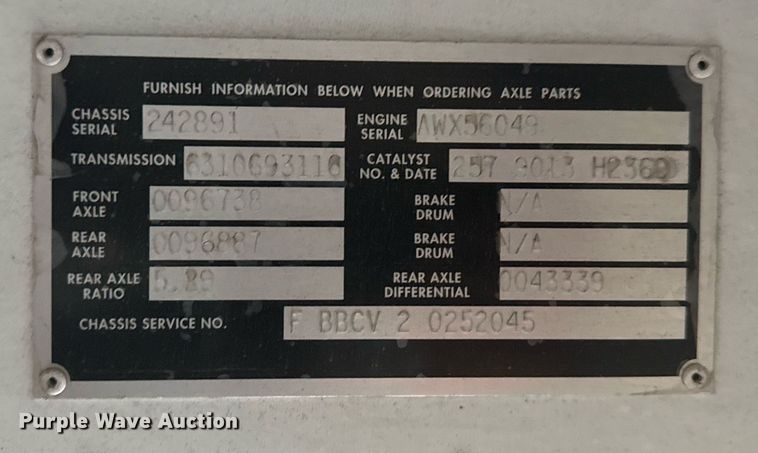 FURNISH INFORMATION BELOW WHEN ORDERING AXLE PARTS
CHASSIS SERIAL 242891 ENGINE SERIAL AWX56049
TRANSMISSION 6310693116 CATALYST NO. & DATE 257 9013 H2360
FRONT AXLE 0096738 BRAKE DRUM N/A
REAR AXLE 0096887 BRAKE DRUM N/A
REAR AXLE RATIO 5.29 REAR AXLE DIFFERENTIAL 0043339
CHASSIS SERVICE NO. F BBCV 2 0252045
Purple Wave Auction